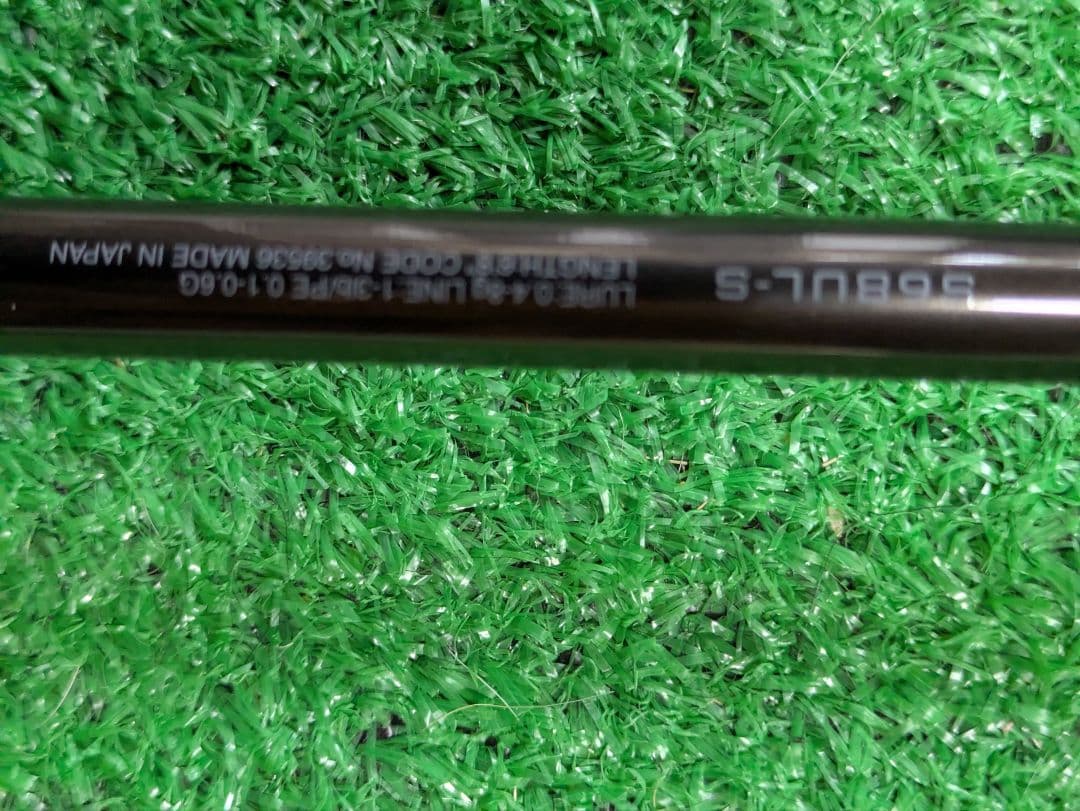 S68UL-S
LURE:0.4-8g LINE:1-3lb/PE 0.1-0.6G
LENGTH:6'8" CODE No.39536 MADE IN JAPAN